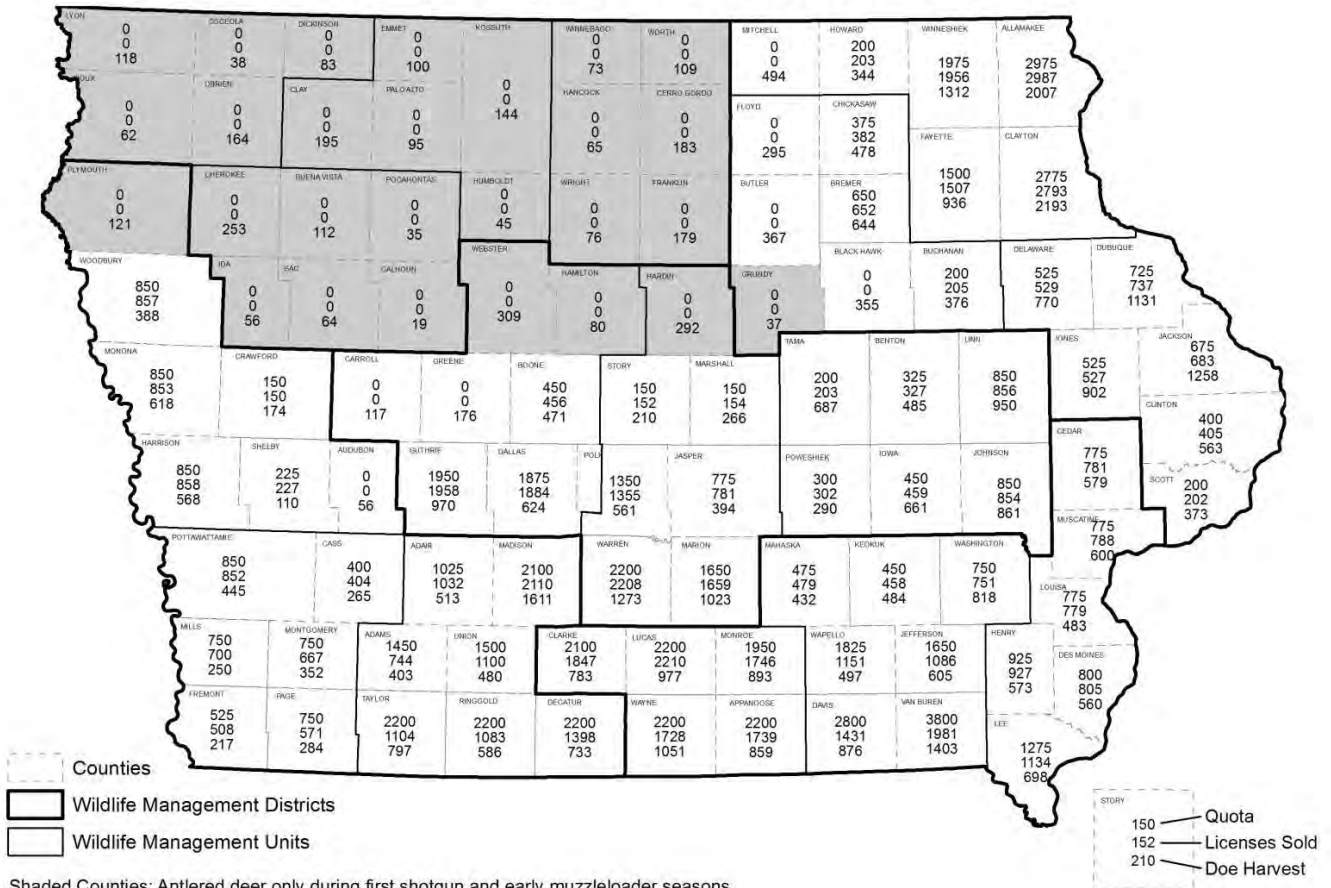 LYON
0
0
118
OSCEOLA
0
0
38
DICKINSON
0
0
83
EMMET
0
0
100
KOSSUTH
0
0
144
WINNEBAGO
0
0
73
WORTH
0
0
109
MITCHELL
0
0
494
HOWARD
200
203
344
WINNESHIEK
1975
1956
1312
ALLAMAKEE
2975
2987
2007
SIOUX
0
0
62
OBRIEN
0
0
164
CLAY
0
0
195
PALO ALTO
0
0
95
HANCOCK
0
0
65
CERRO GORDO
0
0
183
FLOYD
0
0
295
CHICKASAW
375
382
478
FAYETTE
1500
1507
936
CLAYTON
2775
2793
2193
PLYMOUTH
0
0
121
CHEROKEE
0
0
253
BUENA VISTA
0
0
112
POCAHONTAS
0
0
35
HUMBOLDT
0
0
45
WRIGHT
0
0
76
FRANKLIN
0
0
179
BUTLER
0
0
367
BREMER
650
652
644
WOODBURY
850
857
388
IDA
0
0
56
SAC
0
0
64
CALHOUN
0
0
19
WEBSTER
0
0
309
HAMILTON
0
0
80
HARDIN
0
0
292
GRUNDY
0
0
37
BLACK HAWK
0
0
355
BUCHANAN
200
205
376
DELAWARE
525
529
770
DUBUQUE
725
737
1131
MONONA
850
853
618
CRAWFORD
150
150
174
CARROLL
0
0
117
GREENE
0
0
176
BOONE
450
456
471
STORY
150
152
210
MARSHALL
150
154
266
TAMA
200
203
687
BENTON
325
327
485
LINN
850
856
950
JONES
525
527
902
JACKSON
675
683
1258
CLINTON
400
405
563
HARRISON
850
858
568
SHELBY
225
227
110
AUDUBON
0
0
56
GUTHRIE
1950
1958
970
DALLAS
1875
1884
624
POLK
1350
1355
561
JASPER
775
781
394
POWESHIEK
300
302
290
IOWA
450
459
661
JOHNSON
850
854
861
CEDAR
775
781
579
SCOTT
200
202
373
MUSCATINE
775
788
600
POTTAWATTAMIE
850
852
445
CASS
400
404
265
ADAIR
1025
1032
513
MADISON
2100
2110
1611
WARREN
2200
2208
1273
MARION
1650
1659
1023
MAHASKA
475
479
432
KEOKUK
450
458
484
WASHINGTON
750
751
818
LOUISA
775
779
483
MILLS
750
700
250
MONTGOMERY
750
667
352
ADAMS
1450
744
403
UNION
1500
1100
480
CLARKE
2100
1847
783
LUCAS
2200
2210
977
MONROE
1950
1746
893
WAPELLO
1825
1151
497
JEFFERSON
1650
1086
605
HENRY
925
927
573
DES MOINES
800
805
560
FREMONT
525
508
217
PAGE
750
571
284
TAYLOR
2200
1104
797
RINGGOLD
2200
1083
586
DECATUR
2200
1398
733
WAYNE
2200
1728
1051
APPANOOSE
2200
1739
859
DAVIS
2800
1431
876
VAN BUREN
3800
1981
1403
LEE
1275
1134
698
Counties
Wildlife Management Districts
Wildlife Management Units
STORY
150 Quota
152 Licenses Sold
210 Doe Harvest
Shaded Counties: Antlered deer only during first shotgun and early muzzleloader seasons